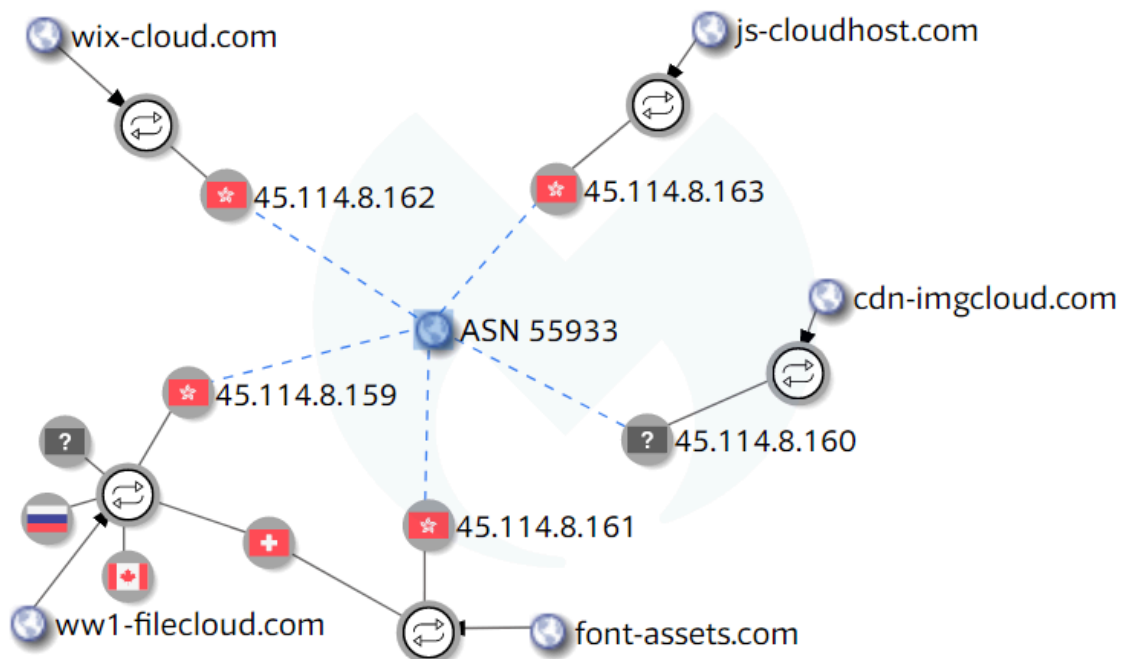 wix-cloud.com
js-cloudhost.com
45.114.8.162
45.114.8.163
cdn-imgcloud.com
ASN 55933
45.114.8.159
?
45.114.8.160
?
45.114.8.161
ww1-filecloud.com
font-assets.com